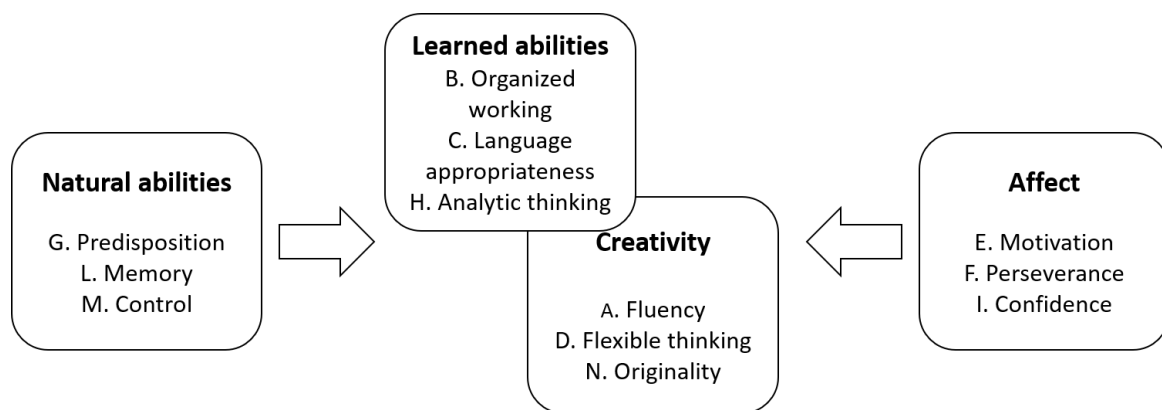 Learned abilities
B. Organized
working
C. Language
appropriateness
H. Analytic thinking
Natural abilities
G. Predisposition
L. Memory
M. Control
Creativity
A. Fluency
D. Flexible thinking
N. Originality
Affect
E. Motivation
F. Perseverance
I. Confidence